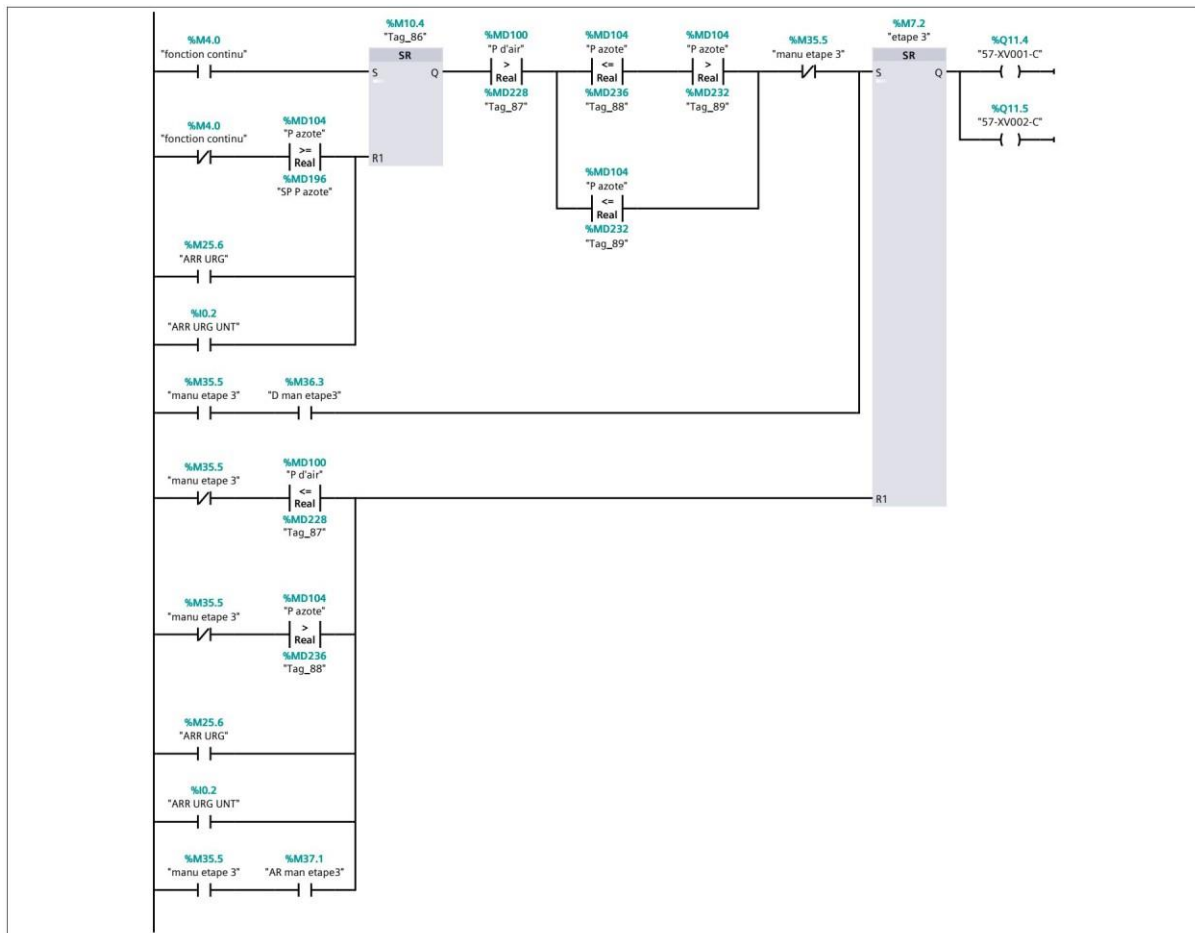 %M4.0
"fonction continu"
%M10.4
"Tag_86"
SR
S
Q
R1
%MD100
"P d'air"
>
Real
%MD228
"Tag_87"
%MD104
"P azote"
<=
Real
%MD236
"Tag_88"
%MD104
"P azote"
>
Real
%MD232
"Tag_89"
%M35.5
"manu etape 3"
%M7.2
"etape 3"
SR
S
Q
R1
%Q11.4
"57-XV001-C"
%Q11.5
"57-XV002-C"
%M4.0
"fonction continu"
%MD104
"P azote"
>=
Real
%MD196
"SP P azote"
%MD104
"P azote"
<=
Real
%MD232
"Tag_89"
%M25.6
"ARR URG"
%I0.2
"ARR URG UNT"
%M35.5
"manu etape 3"
%M36.3
"D man etape3"
%M35.5
"manu etape 3"
%MD100
"P d'air"
<=
Real
%MD228
"Tag_87"
%M35.5
"manu etape 3"
%MD104
"P azote"
>
Real
%MD236
"Tag_88"
%M25.6
"ARR URG"
%I0.2
"ARR URG UNT"
%M35.5
"manu etape 3"
%M37.1
"AR man etape3"